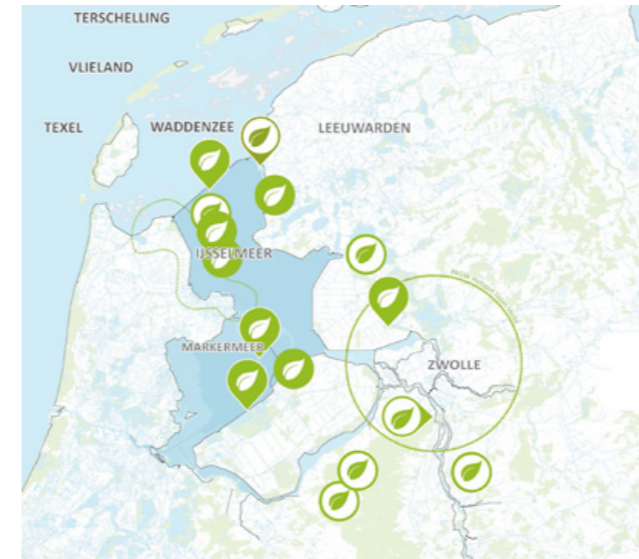 TERSCHELLING
VLIELAND
TEXEL
WADDENZEE
LEEUWARDEN
IJSSELMEER
MARKERMEER
ZWOLLE